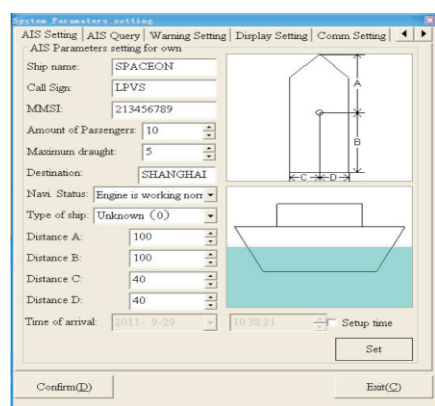 System Parameters setting
AIS Setting AIS Query Warning Setting Display Setting Comm Setting
AIS Parameters setting for own
Ship name: SPACEON
Call Sign: LPVS
MMSI: 213456789
Amount of Passengers: 10
Maximum draught: 5
Destination: SHANGHAI
Navi. Status: Engine is working norr
Type of ship: Unknown (0)
Distance A: 100
Distance B: 100
Distance C: 40
Distance D: 40
Time of arrival: 2011- 9-29 10:38:21 Setup time
A
B
C D
Set
Confirm(D) Exit(C)